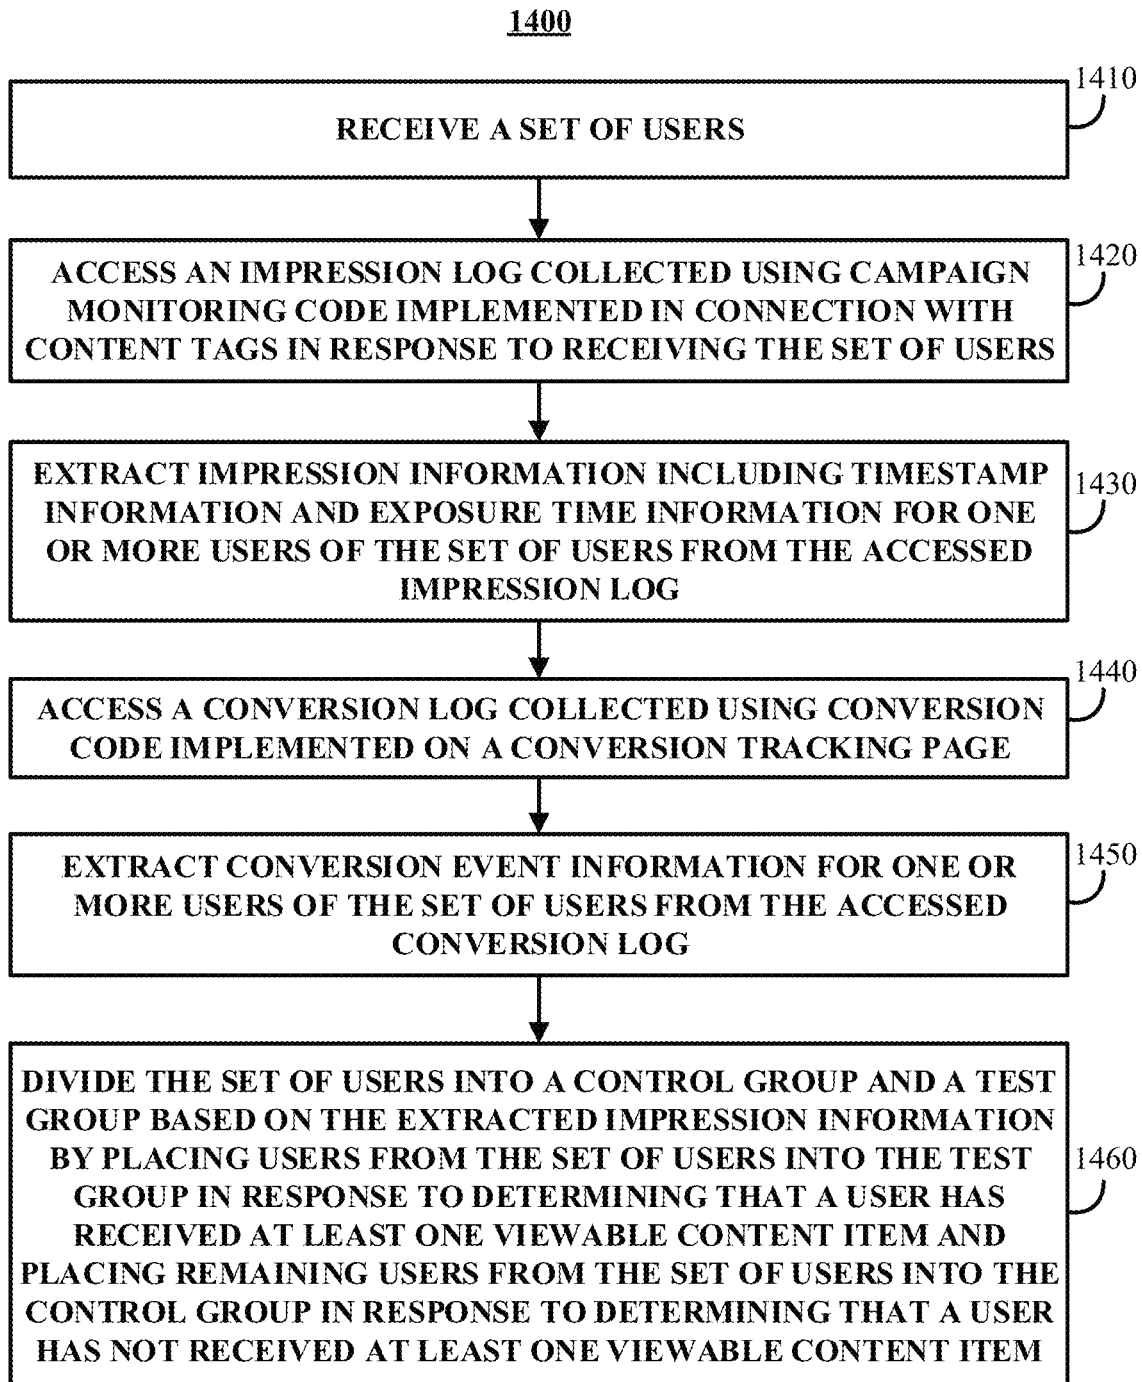 1400
1410
RECEIVE A SET OF USERS
1420
ACCESS AN IMPRESSION LOG COLLECTED USING CAMPAIGN
MONITORING CODE IMPLEMENTED IN CONNECTION WITH
CONTENT TAGS IN RESPONSE TO RECEIVING THE SET OF USERS
1430
EXTRACT IMPRESSION INFORMATION INCLUDING TIMESTAMP
INFORMATION AND EXPOSURE TIME INFORMATION FOR ONE
OR MORE USERS OF THE SET OF USERS FROM THE ACCESSED
IMPRESSION LOG
1440
ACCESS A CONVERSION LOG COLLECTED USING CONVERSION
CODE IMPLEMENTED ON A CONVERSION TRACKING PAGE
1450
EXTRACT CONVERSION EVENT INFORMATION FOR ONE OR
MORE USERS OF THE SET OF USERS FROM THE ACCESSED
CONVERSION LOG
1460
DIVIDE THE SET OF USERS INTO A CONTROL GROUP AND A TEST
GROUP BASED ON THE EXTRACTED IMPRESSION INFORMATION
BY PLACING USERS FROM THE SET OF USERS INTO THE TEST
GROUP IN RESPONSE TO DETERMINING THAT A USER HAS
RECEIVED AT LEAST ONE VIEWABLE CONTENT ITEM AND
PLACING REMAINING USERS FROM THE SET OF USERS INTO THE
CONTROL GROUP IN RESPONSE TO DETERMINING THAT A USER
HAS NOT RECEIVED AT LEAST ONE VIEWABLE CONTENT ITEM